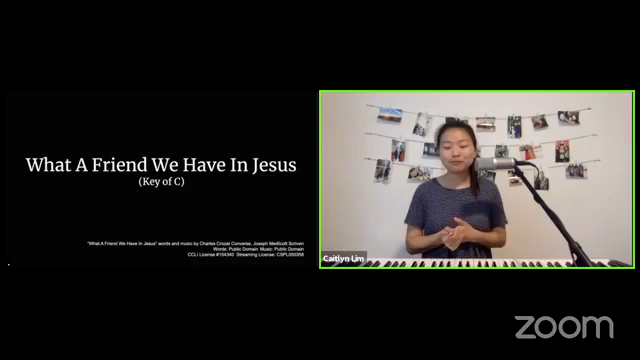 What A Friend We Have In Jesus
(Key of C)
"What A Friend We Have In Jesus" words and music by Charles Crozat Converse, Joseph Medlicott Scriven
Words: Public Domain Music: Public Domain
CCLI License #154340 Streaming License: CSPL050358
Caitlyn Lim
zoom